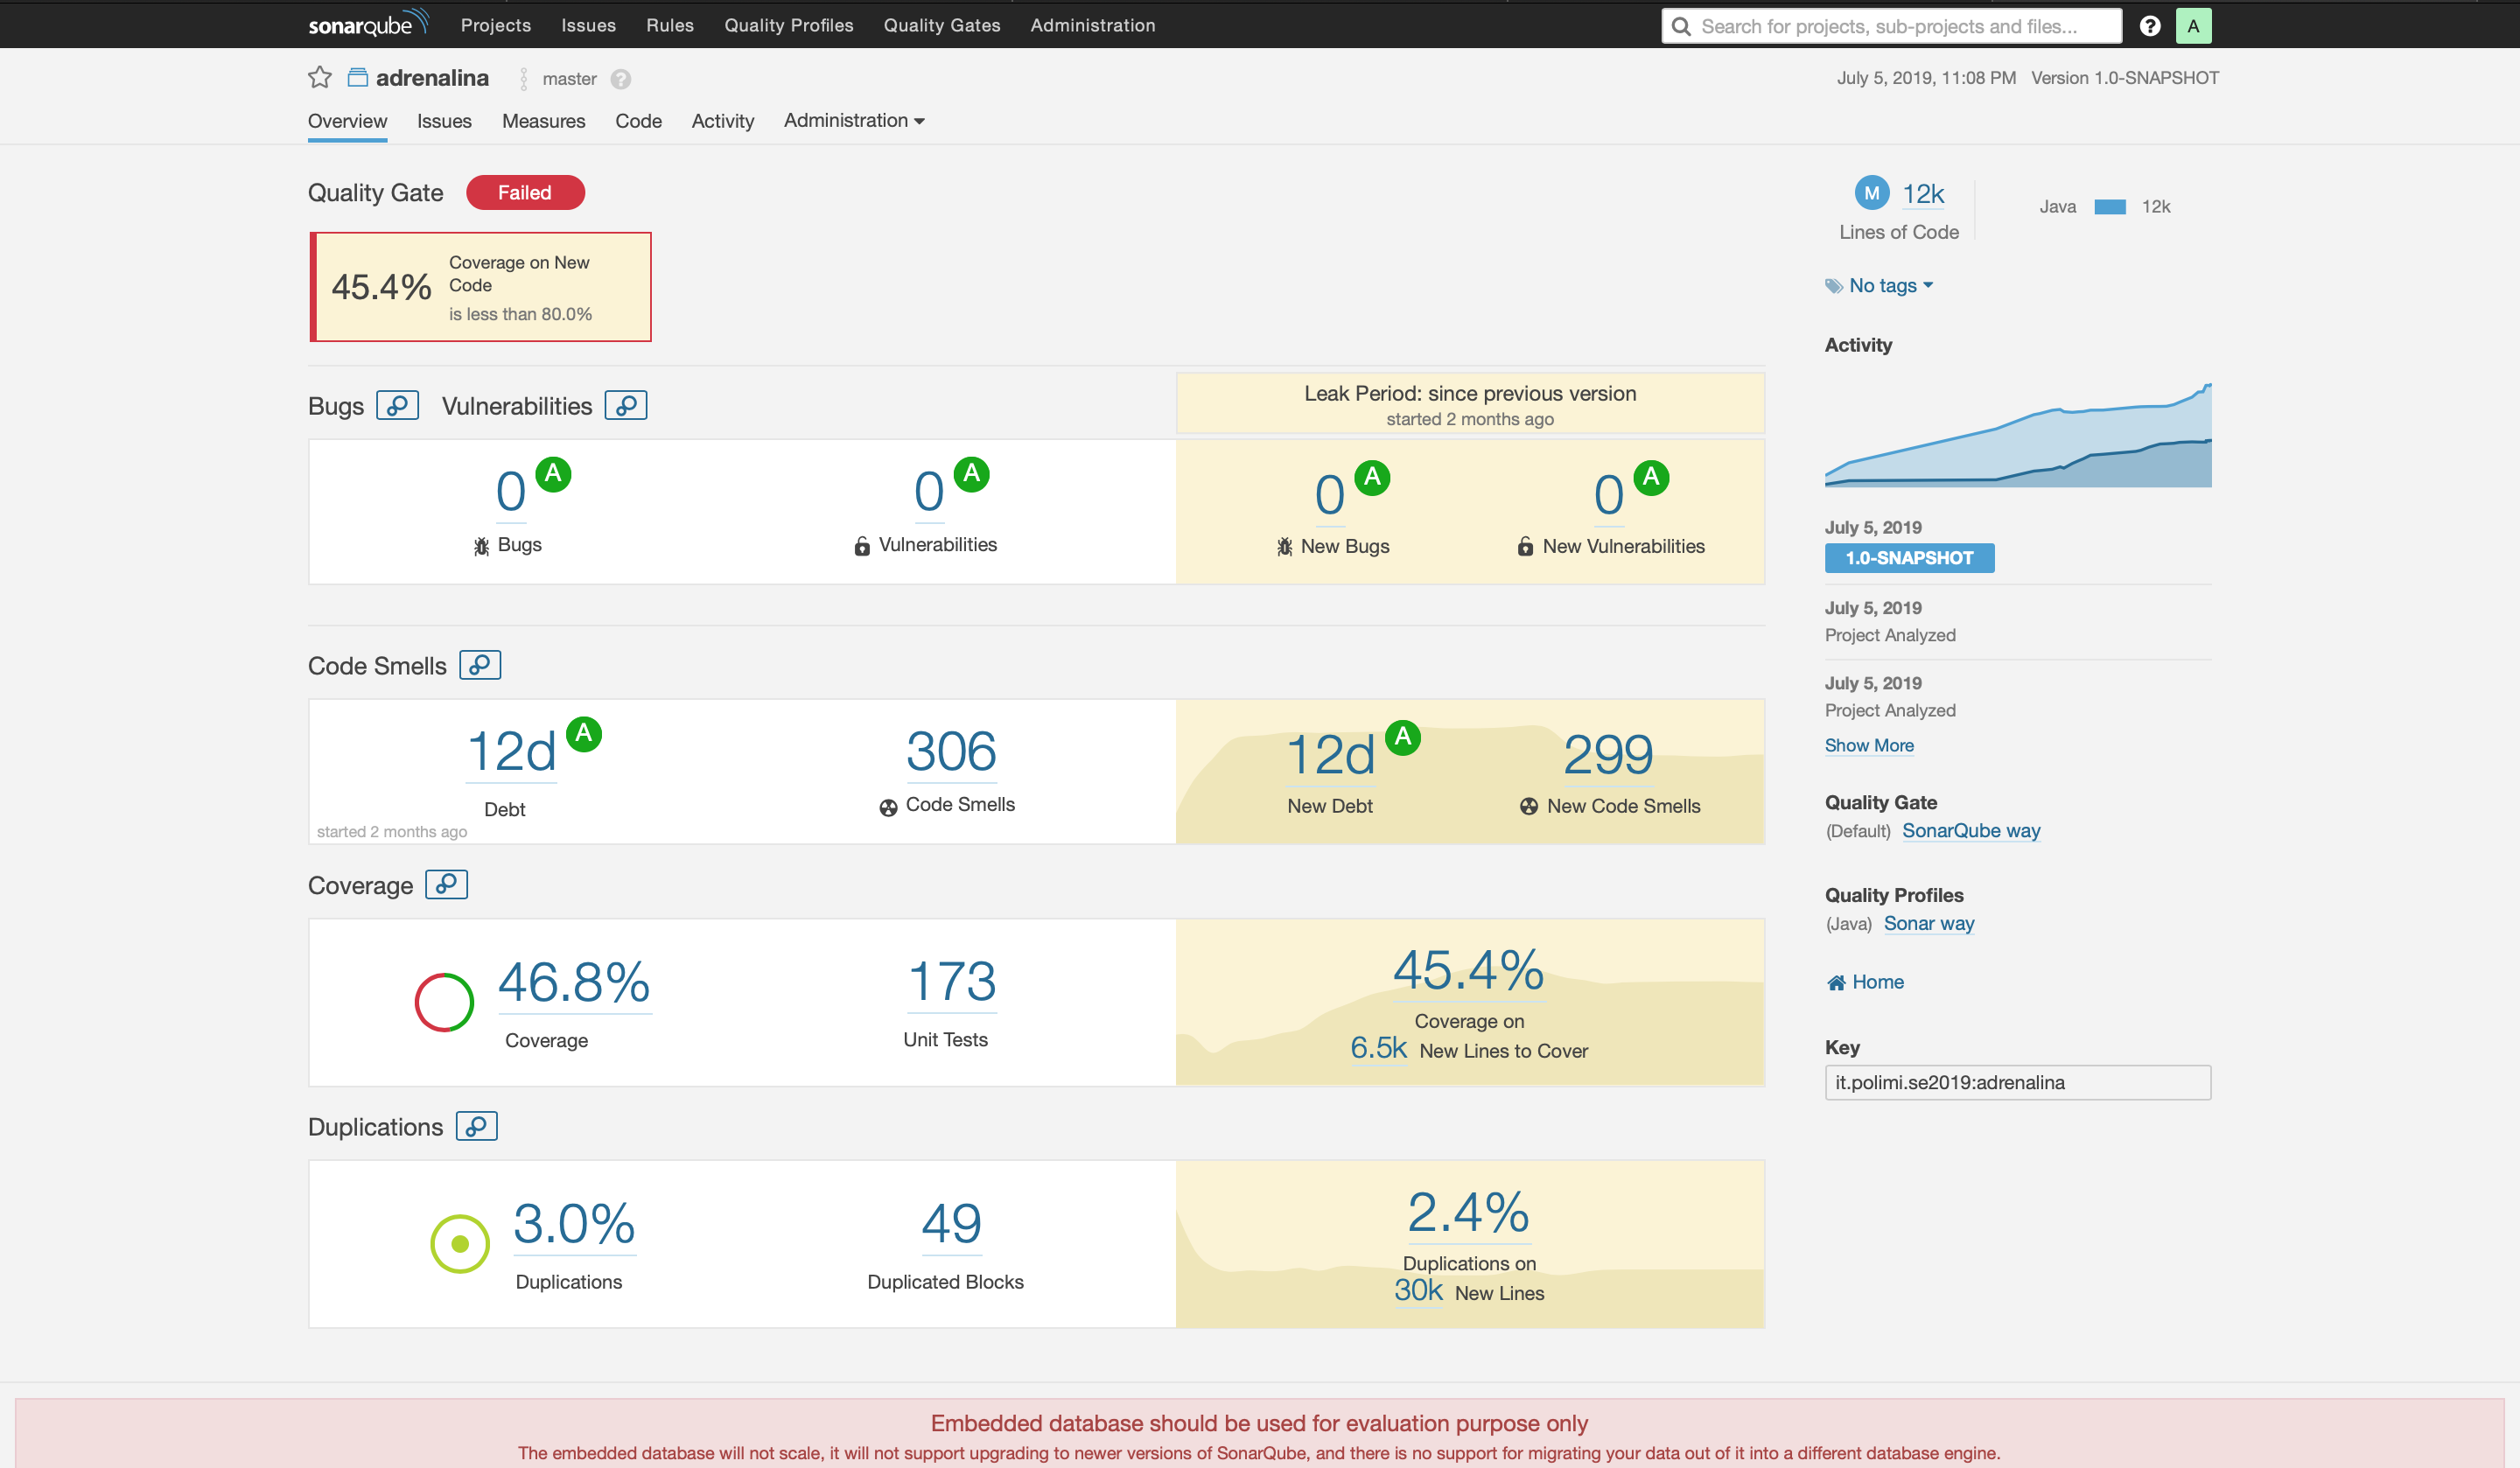 sonarqube Projects Issues Rules Quality Profiles Quality Gates Administration Search for projects, sub-projects and files... ? A
adrenalina master ? July 5, 2019, 11:08 PM Version 1.0-SNAPSHOT
Overview Issues Measures Code Activity Administration
Quality Gate Failed
45.4% Coverage on New
Code
is less than 80.0%
Bugs Vulnerabilities
Leak Period: since previous version
started 2 months ago
0 A
Bugs
0 A
Vulnerabilities
0 A
New Bugs
0 A
New Vulnerabilities
Code Smells
12d A
Debt
started 2 months ago
306
Code Smells
12d A
New Debt
299
New Code Smells
Coverage
46.8%
Coverage
173
Unit Tests
45.4%
Coverage on
6.5k New Lines to Cover
Duplications
3.0%
Duplications
49
Duplicated Blocks
2.4%
Duplications on
30k New Lines
M 12k
Lines of Code
Java 12k
No tags
Activity
July 5, 2019
1.0-SNAPSHOT
July 5, 2019
Project Analyzed
July 5, 2019
Project Analyzed
Show More
Quality Gate
(Default) SonarQube way
Quality Profiles
(Java) Sonar way
Home
Key
it.polimi.se2019:adrenalina
Embedded database should be used for evaluation purpose only
The embedded database will not scale, it will not support upgrading to newer versions of SonarQube, and there is no support for migrating your data out of it into a different database engine.